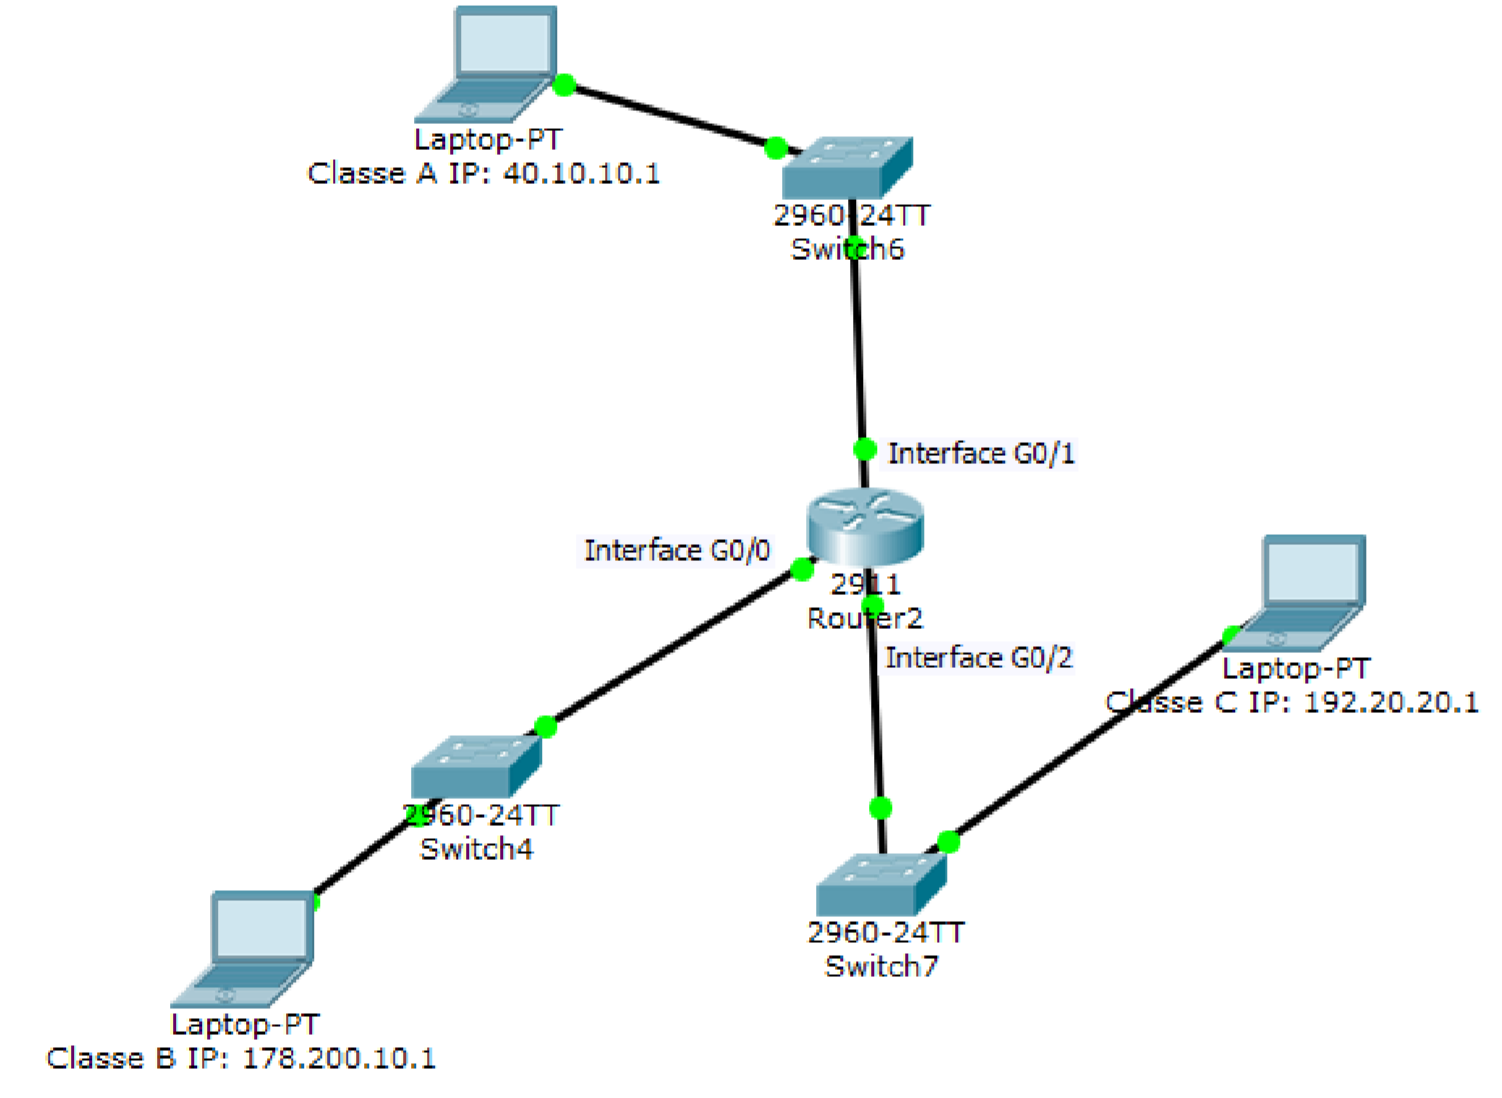 Laptop-PT
Classe A IP: 40.10.10.1
2960-24TT
Switch6
Interface G0/1
Interface G0/0
2911
Router2
Interface G0/2
Laptop-PT
Classe C IP: 192.20.20.1
2960-24TT
Switch4
2960-24TT
Switch7
Laptop-PT
Classe B IP: 178.200.10.1